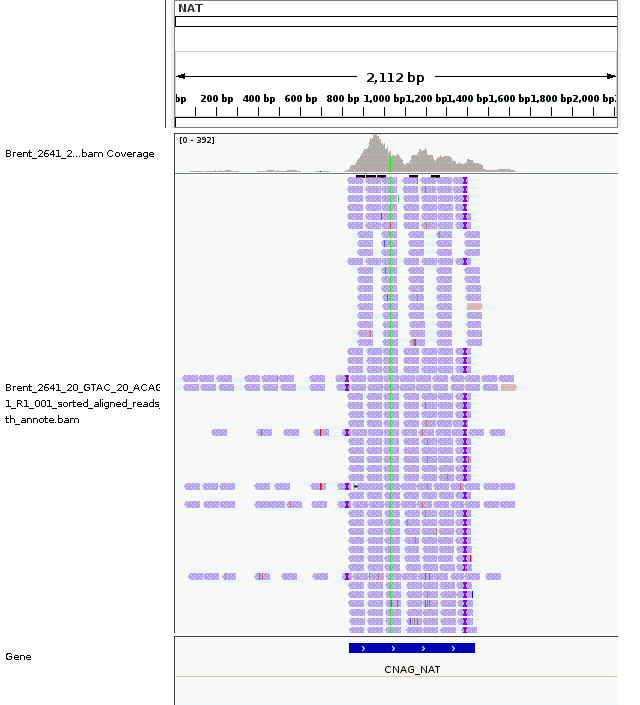 NAT
2,112 bp
bp 200 bp 400 bp 600 bp 800 bp 1,000 bp 1,200 bp 1,400 bp 1,600 bp 1,800 bp 2,000 bp
[0 - 392]
Brent_2641_2...bam Coverage
Brent_2641_20_GTAC_20_ACAG
1_R1_001_sorted_aligned_reads_
th_annote.bam
Gene
CNAG_NAT